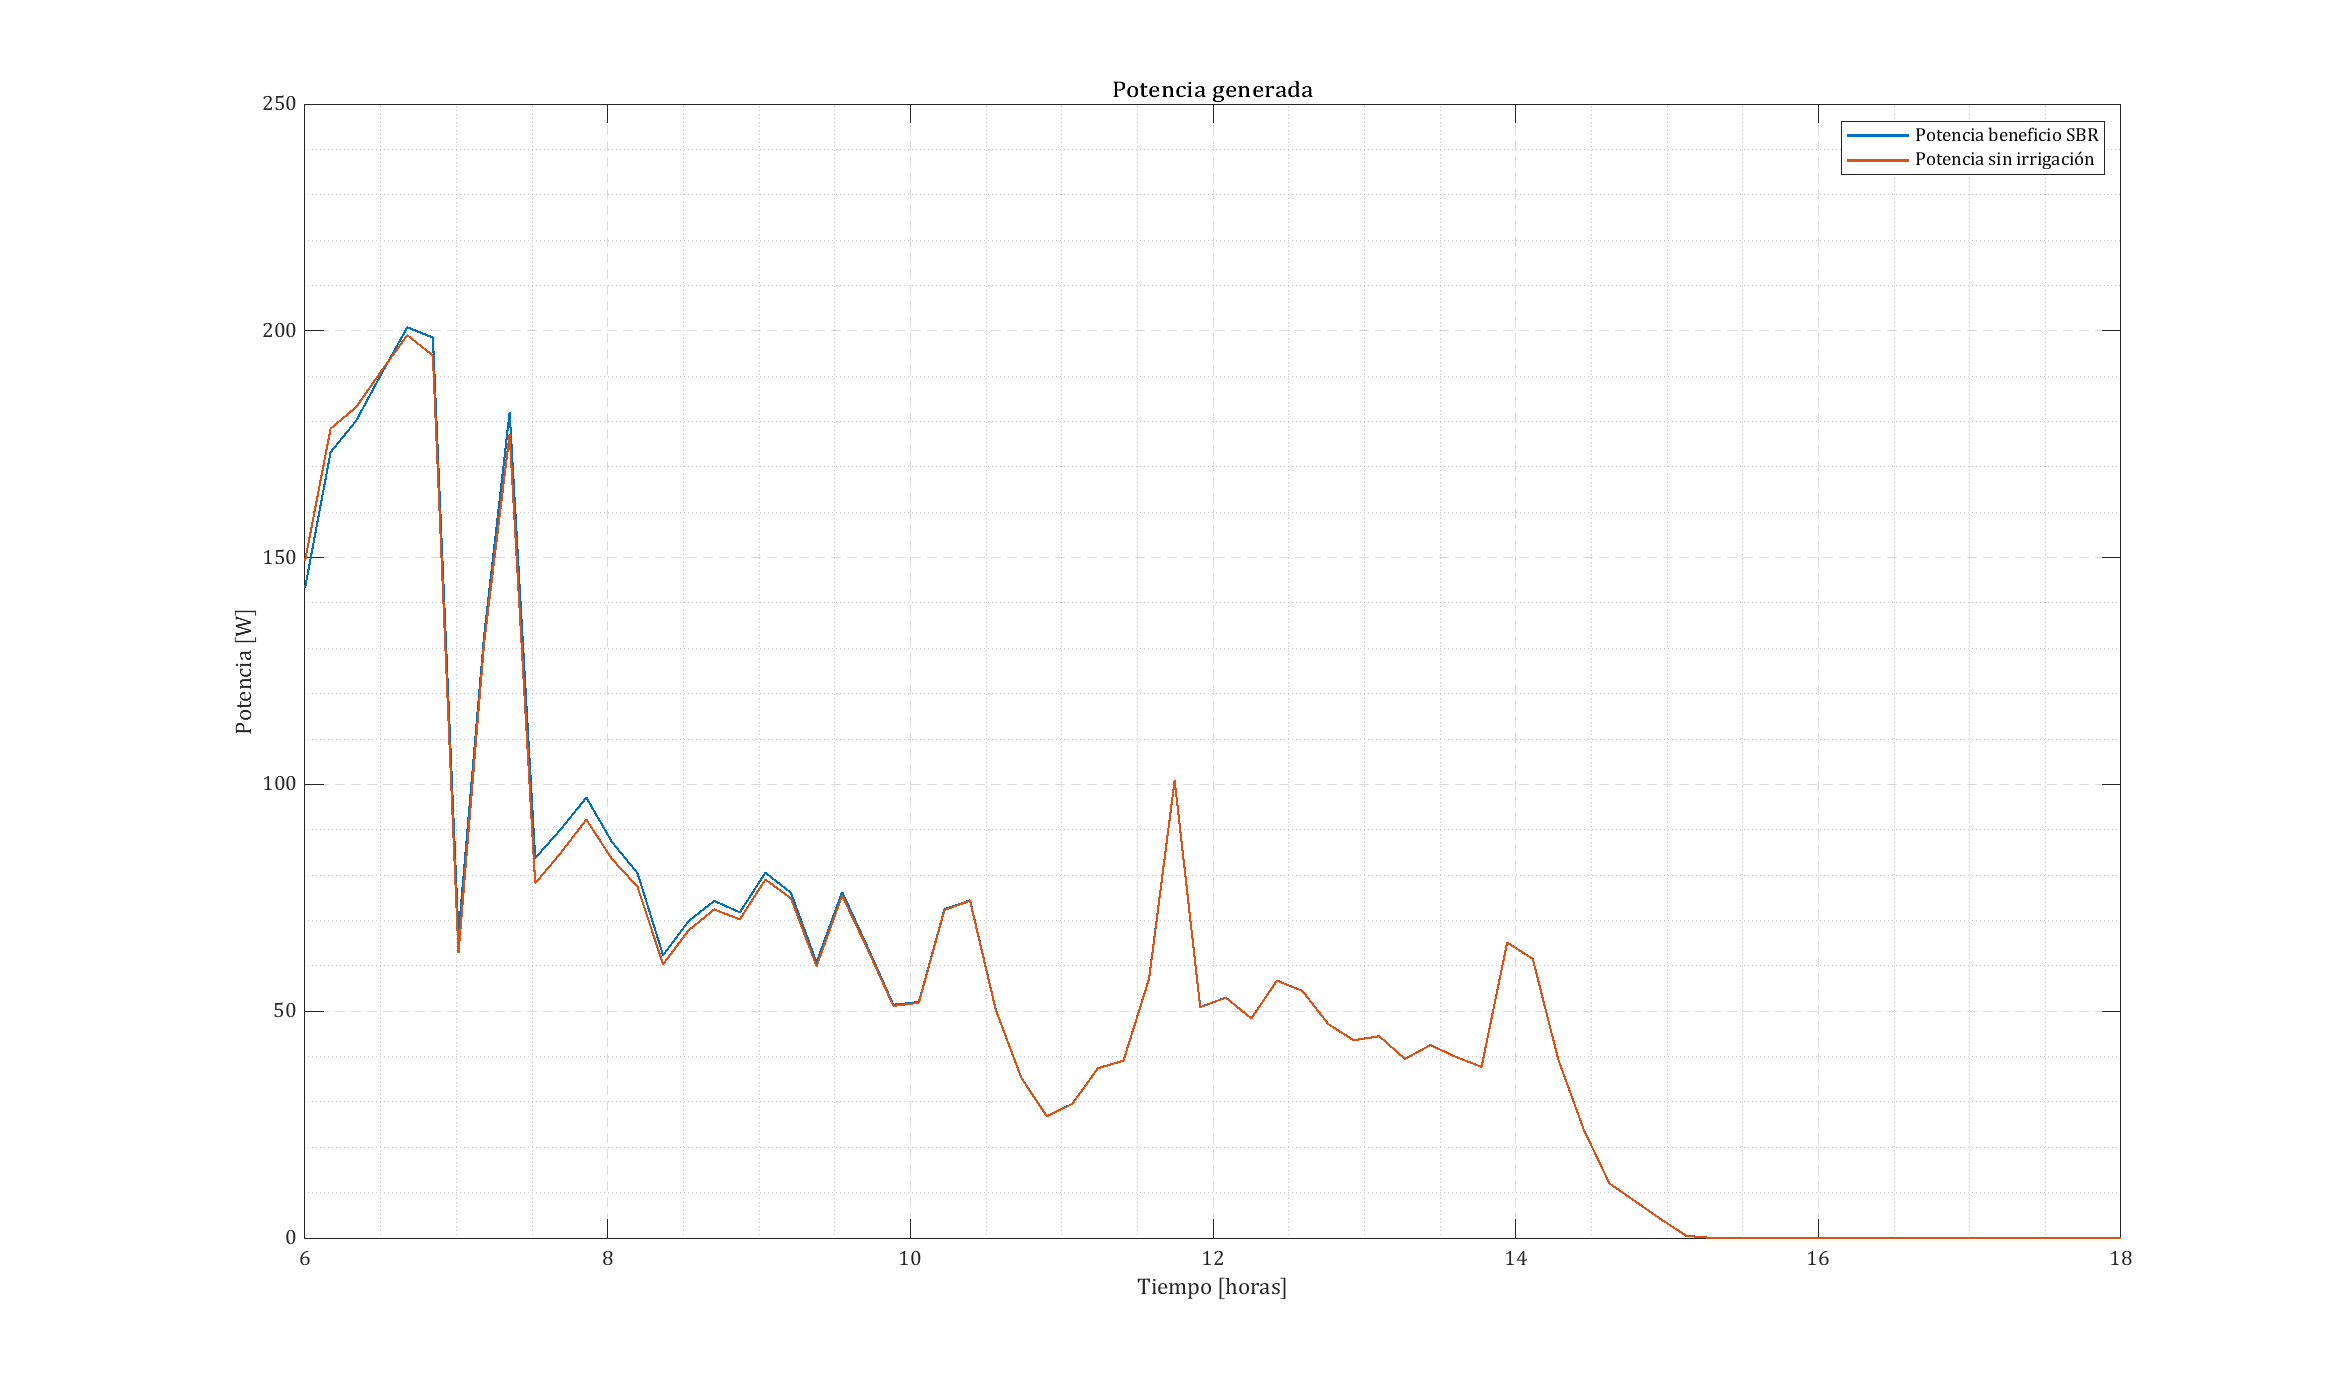 Potencia generada
250
200
150
100
50
0
Potencia [W]
Potencia beneficio SBR
Potencia sin irrigación
6 8 10 12 14 16 18
Tiempo [horas]